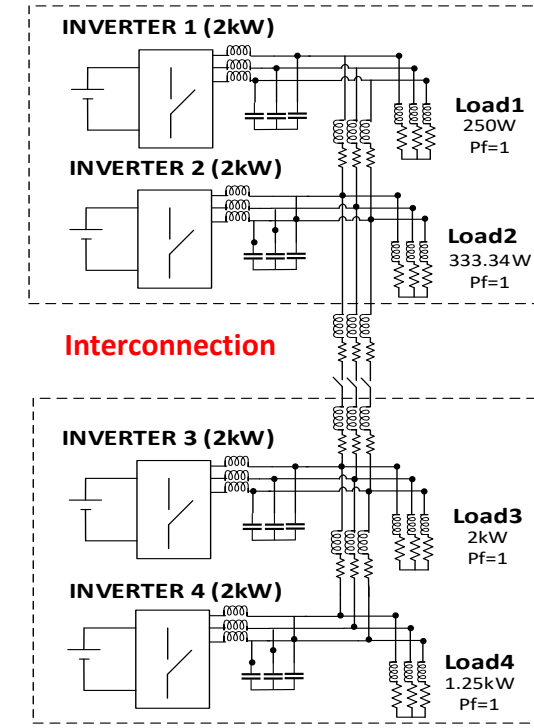 INVERTER 1 (2kW)
Load1
250W
Pf=1
INVERTER 2 (2kW)
Load2
333.34W
Pf=1
Interconnection
INVERTER 3 (2kW)
Load3
2kW
Pf=1
INVERTER 4 (2kW)
Load4
1.25kW
Pf=1